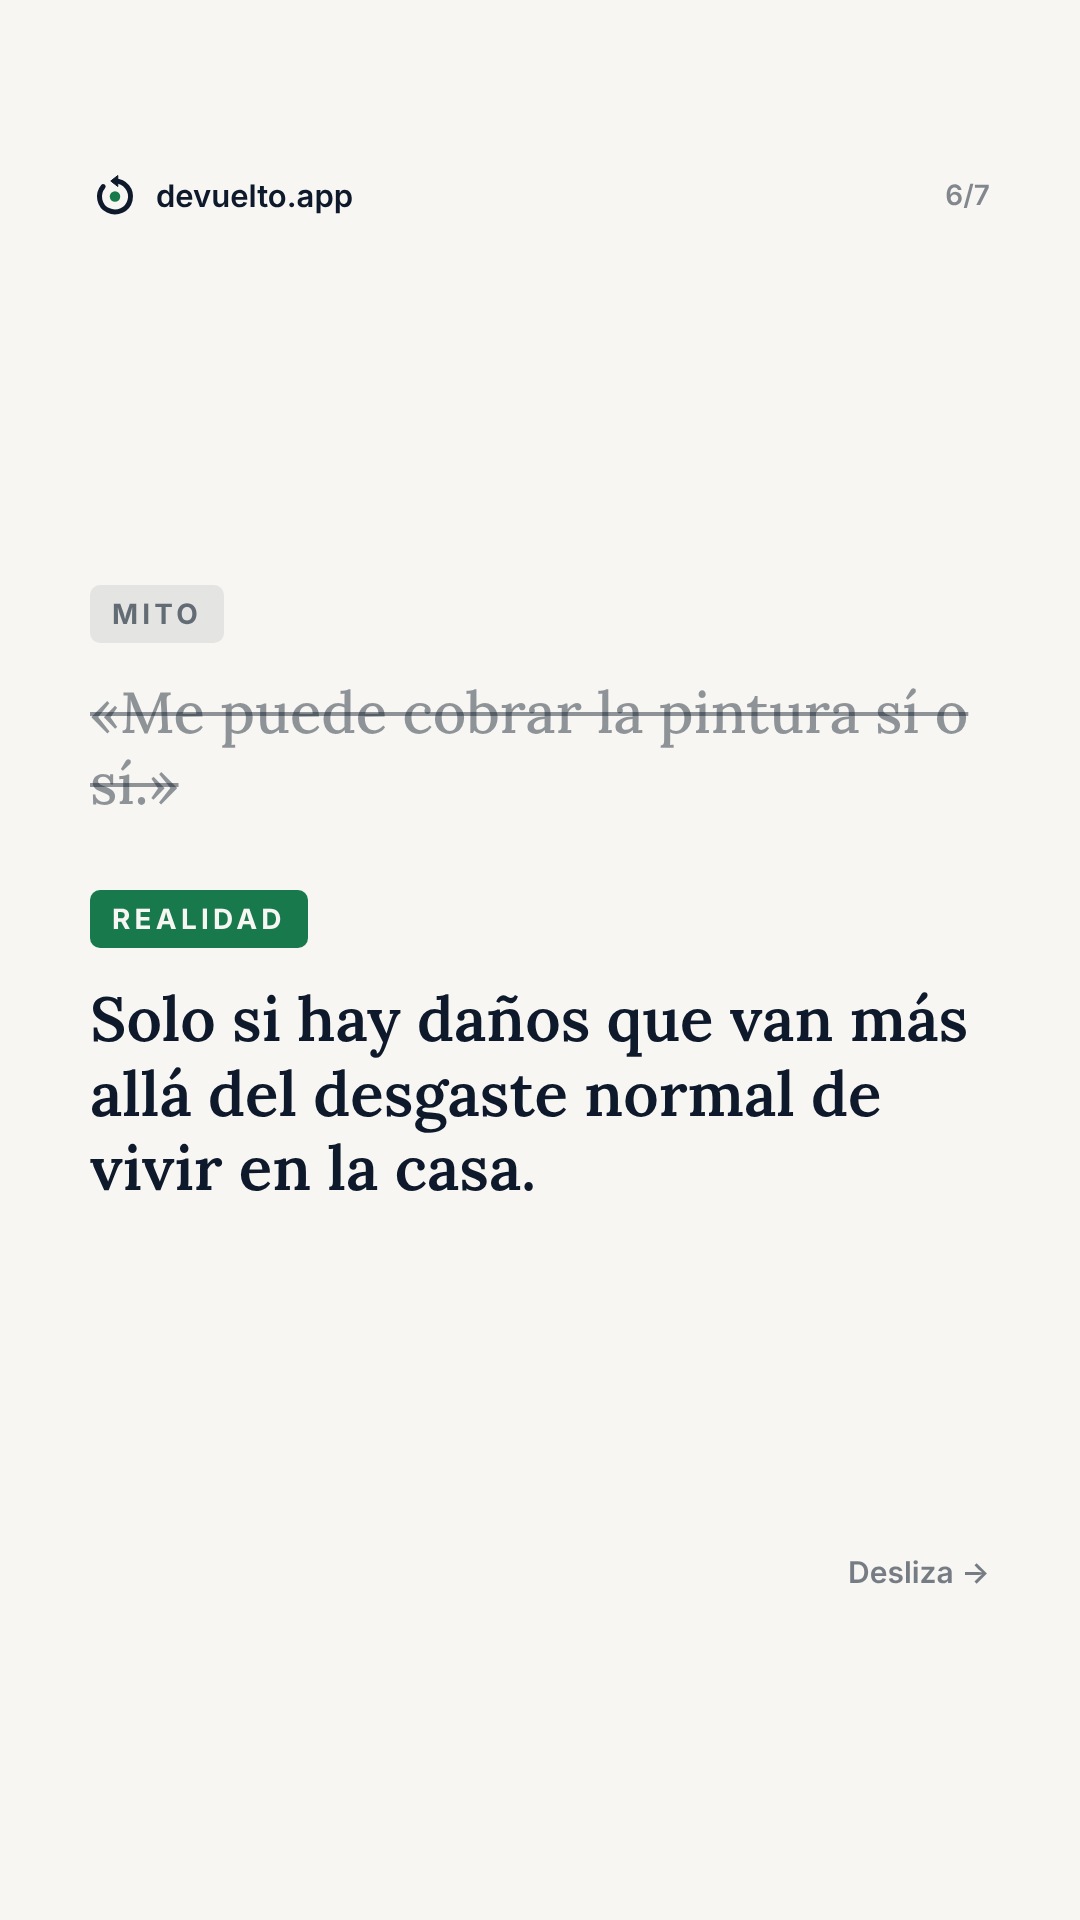 devuelto.app
6/7
MITO
«Me puede cobrar la pintura sí o
sí.»
REALIDAD
Solo si hay daños que van más
allá del desgaste normal de
vivir en la casa.
Desliza →